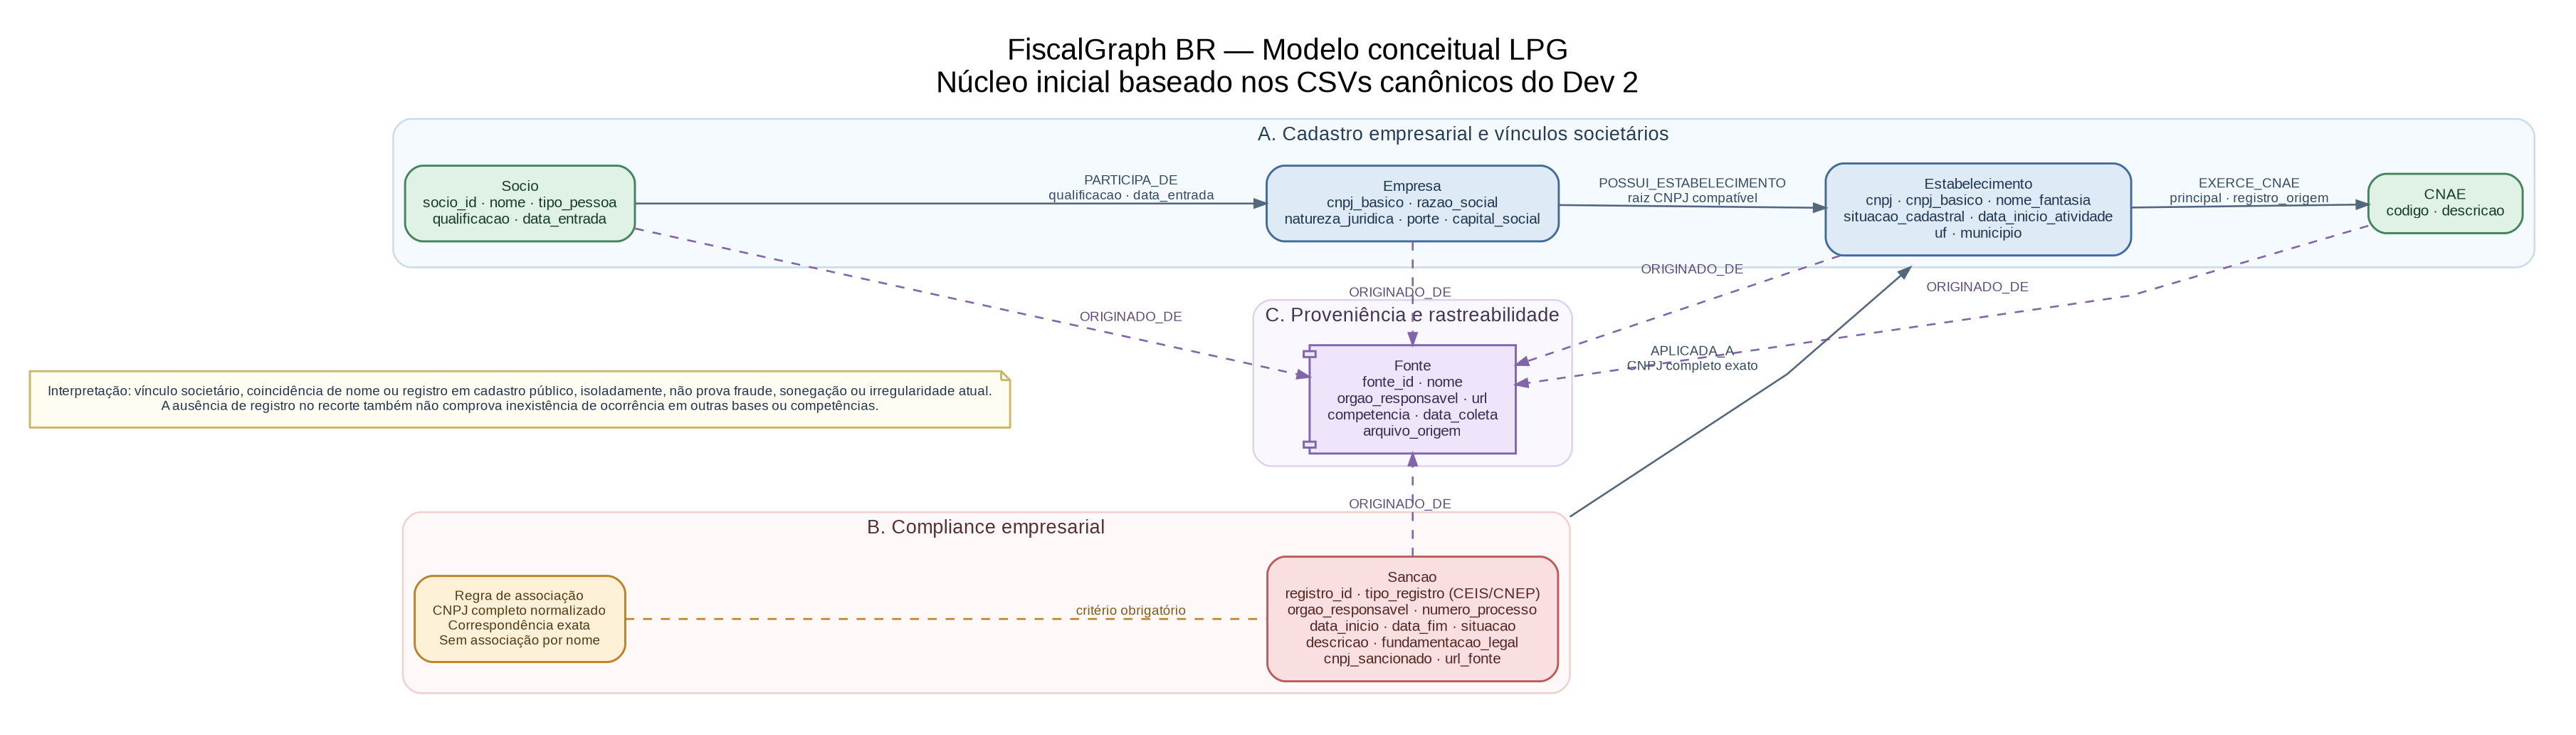 FiscalGraph BR — Modelo conceitual LPG
Núcleo inicial baseado nos CSVs canônicos do Dev 2
A. Cadastro empresarial e vínculos societários
Socio
socio_id · nome · tipo_pessoa
qualificacao · data_entrada
PARTICIPA_DE
qualificacao · data_entrada
Empresa
cnpj_basico · razao_social
natureza_juridica · porte · capital_social
POSSUI_ESTABELECIMENTO
raiz CNPJ compatível
Estabelecimento
cnpj · cnpj_basico · nome_fantasia
situacao_cadastral · data_inicio_atividade
uf · municipio
EXERCE_CNAE
principal · registro_origem
CNAE
codigo · descricao
ORIGINADO_DE
ORIGINADO_DE
ORIGINADO_DE
ORIGINADO_DE
C. Proveniência e rastreabilidade
Fonte
fonte_id · nome
orgao_responsavel · url
competencia · data_coleta
arquivo_origem
APLICADA_A
CNPJ completo exato
Interpretação: vínculo societário, coincidência de nome ou registro em cadastro público, isoladamente, não prova fraude, sonegação ou irregularidade atual.
A ausência de registro no recorte também não comprova inexistência de ocorrência em outras bases ou competências.
ORIGINADO_DE
B. Compliance empresarial
Regra de associação
CNPJ completo normalizado
Correspondência exata
Sem associação por nome
critério obrigatório
Sancao
registro_id · tipo_registro (CEIS/CNEP)
orgao_responsavel · numero_processo
data_inicio · data_fim · situacao
descricao · fundamentacao_legal
cnpj_sancionado · url_fonte